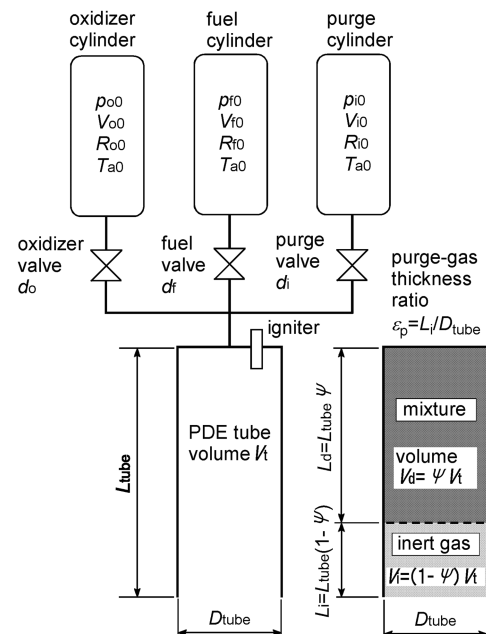 oxidizer
cylinder
fuel
cylinder
purge
cylinder
po0
Vo0
Ro0
Ta0
pf0
Vf0
Rf0
Ta0
pi0
Vi0
Ri0
Ta0
oxidizer
valve
do
fuel
valve
df
purge
valve
di
purge-gas
thickness
ratio
εp=Li/Dtube
igniter
Ltube
PDE tube
volume Vt
Ld=Ltube Ψ
mixture
volume
Vd= Ψ Vt
Li=Ltube(1- Ψ)
inert gas
Vi=(1- Ψ) Vt
Dtube
Dtube